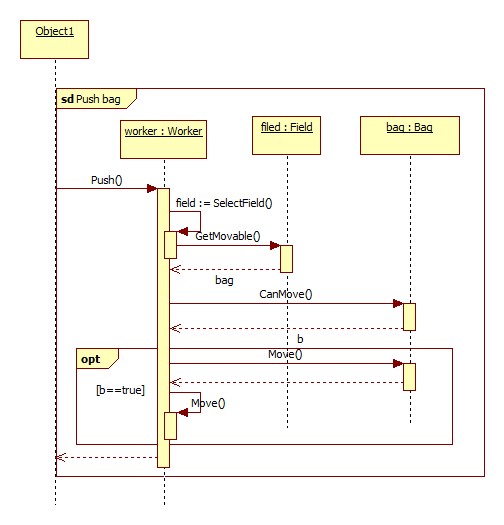 Object1
sd Push bag
worker : Worker
filed : Field
bag : Bag
Push()
field := SelectField()
GetMovable()
bag
CanMove()
b
opt
Move()
[b==true]
Move()